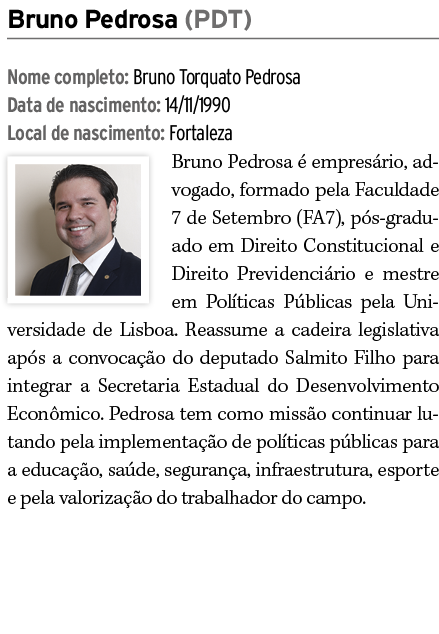 Bruno Pedrosa (PDT)
Nome completo: Bruno Torquato Pedrosa
Data de nascimento: 14/11/1990
Local de nascimento: Fortaleza
Bruno Pedrosa é empresário, ad-
vogado, formado pela Faculdade
7 de Setembro (FA7), pós-gradu-
ado em Direito Constitucional e
Direito Previdenciário e mestre
em Políticas Públicas pela Uni-
versidade de Lisboa. Reassume a cadeira legislativa
após a convocação do deputado Salmito Filho para
integrar a Secretaria Estadual do Desenvolvimento
Econômico. Pedrosa tem como missão continuar lu-
tando pela implementação de políticas públicas para
a educação, saúde, segurança, infraestrutura, esporte
e pela valorização do trabalhador do campo.